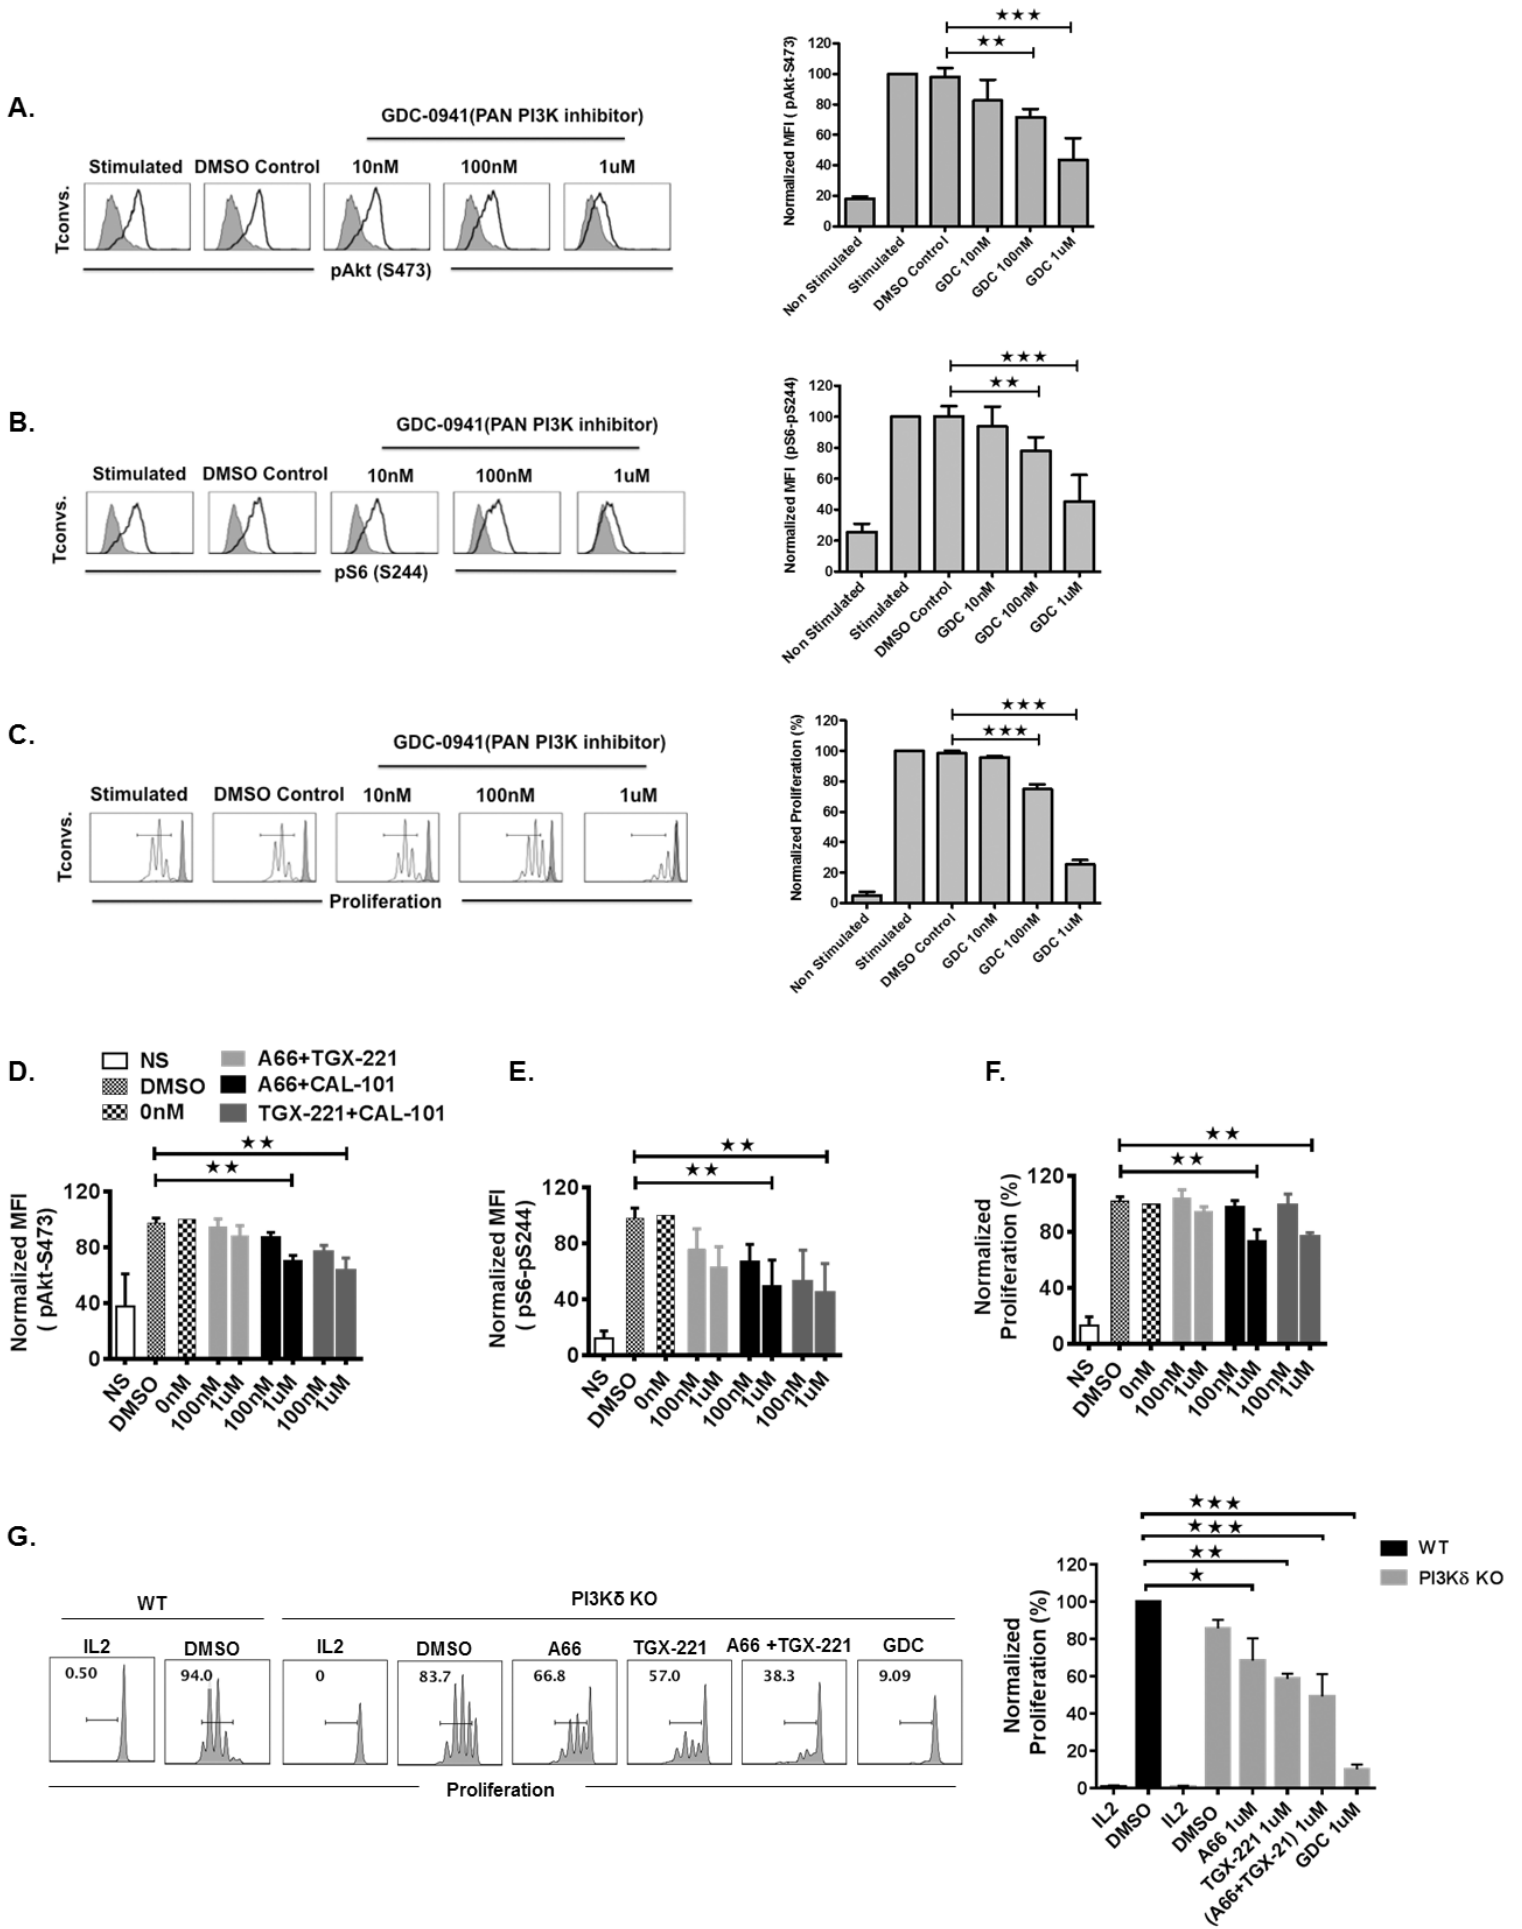 A.
GDC-0941(PAN PI3K inhibitor)
Stimulated DMSO Control 10nM 100nM 1uM
Tconvs.
pAkt (S473)
★★★
★★
Normalized MFI ( pAkt-S473)
120
100
80
60
40
20
0
Non Stimulated
Stimulated
DMSO Control
GDC 10nM
GDC 100nM
GDC 1uM
B.
GDC-0941(PAN PI3K inhibitor)
Stimulated DMSO Control 10nM 100nM 1uM
Tconvs.
pS6 (S244)
★★★
★★
Normalized MFI (pS6-pS244)
120
100
80
60
40
20
0
Non Stimulated
Stimulated
DMSO Control
GDC 10nM
GDC 100nM
GDC 1uM
C.
GDC-0941(PAN PI3K inhibitor)
Stimulated DMSO Control 10nM 100nM 1uM
Tconvs.
Proliferation
★★★
★★★
Normalized Proliferation (%)
120
100
80
60
40
20
0
Non Stimulated
Stimulated
DMSO Control
GDC 10nM
GDC 100nM
GDC 1uM
D.
NS
DMSO
0nM
A66+TGX-221
A66+CAL-101
TGX-221+CAL-101
★★
★★
Normalized MFI
( pAkt-S473)
120
80
40
0
NS
DMSO
0nM
100nM
1uM
100nM
1uM
100nM
1uM
E.
★★
★★
Normalized MFI
( pS6-pS244)
120
80
40
0
NS
DMSO
0nM
100nM
1uM
100nM
1uM
100nM
1uM
F.
★★
★★
Normalized
Proliferation (%)
120
80
40
0
NS
DMSO
0nM
100nM
1uM
100nM
1uM
100nM
1uM
G.
WT PI3Kδ KO
IL2 DMSO IL2 DMSO A66 TGX-221 A66 +TGX-221 GDC
0.50 94.0 0 83.7 66.8 57.0 38.3 9.09
Proliferation
★★★
★★★
★★
★
WT
PI3Kδ KO
Normalized
Proliferation (%)
120
100
80
60
40
20
0
IL2
DMSO
IL2
DMSO
A66 1uM
TGX-221 1uM
(A66+TGX-21) 1uM
GDC 1uM